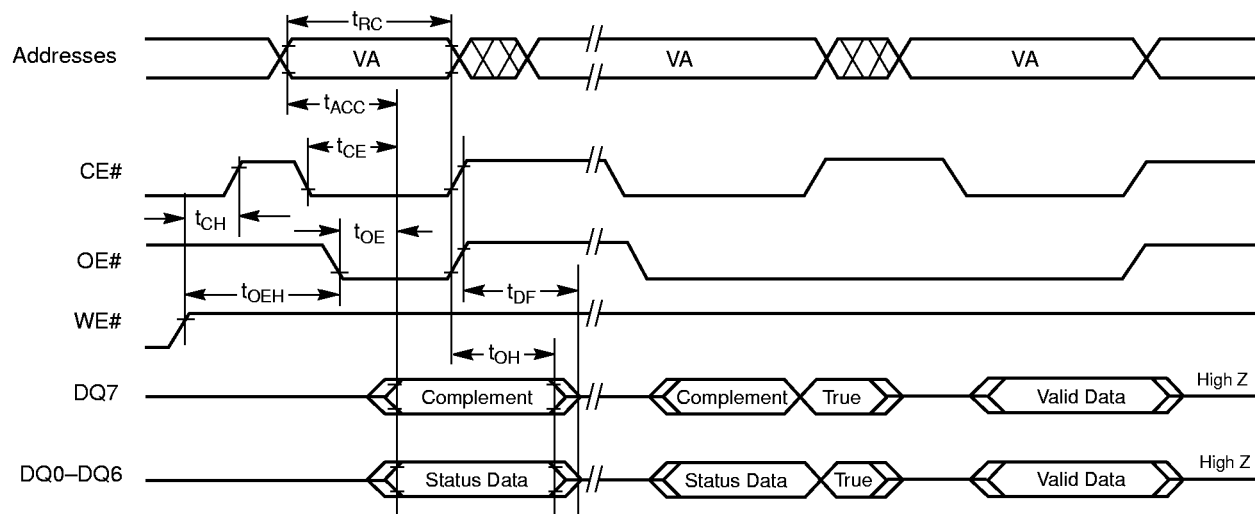 tRC
Addresses VA VA VA
tACC
tCE
CE#
tCH tOE
OE#
tOEH tDF
WE#
tOH
DQ7 Complement Complement True Valid Data High Z
DQ0–DQ6 Status Data Status Data True Valid Data High Z